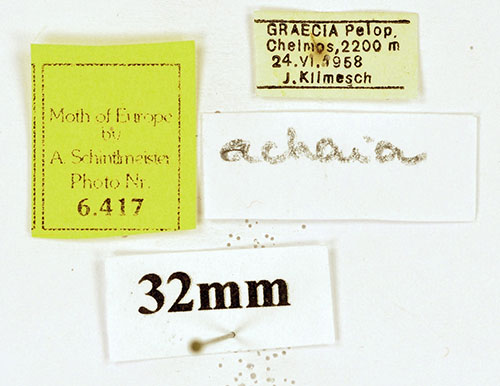 GRAECIA Pelop.
Chelmos, 2200 m
24.VI.1958
J. Klimesch
Moth of Europe
by
A. Schintlmeister
Photo Nr.
6.417
achaia
32mm